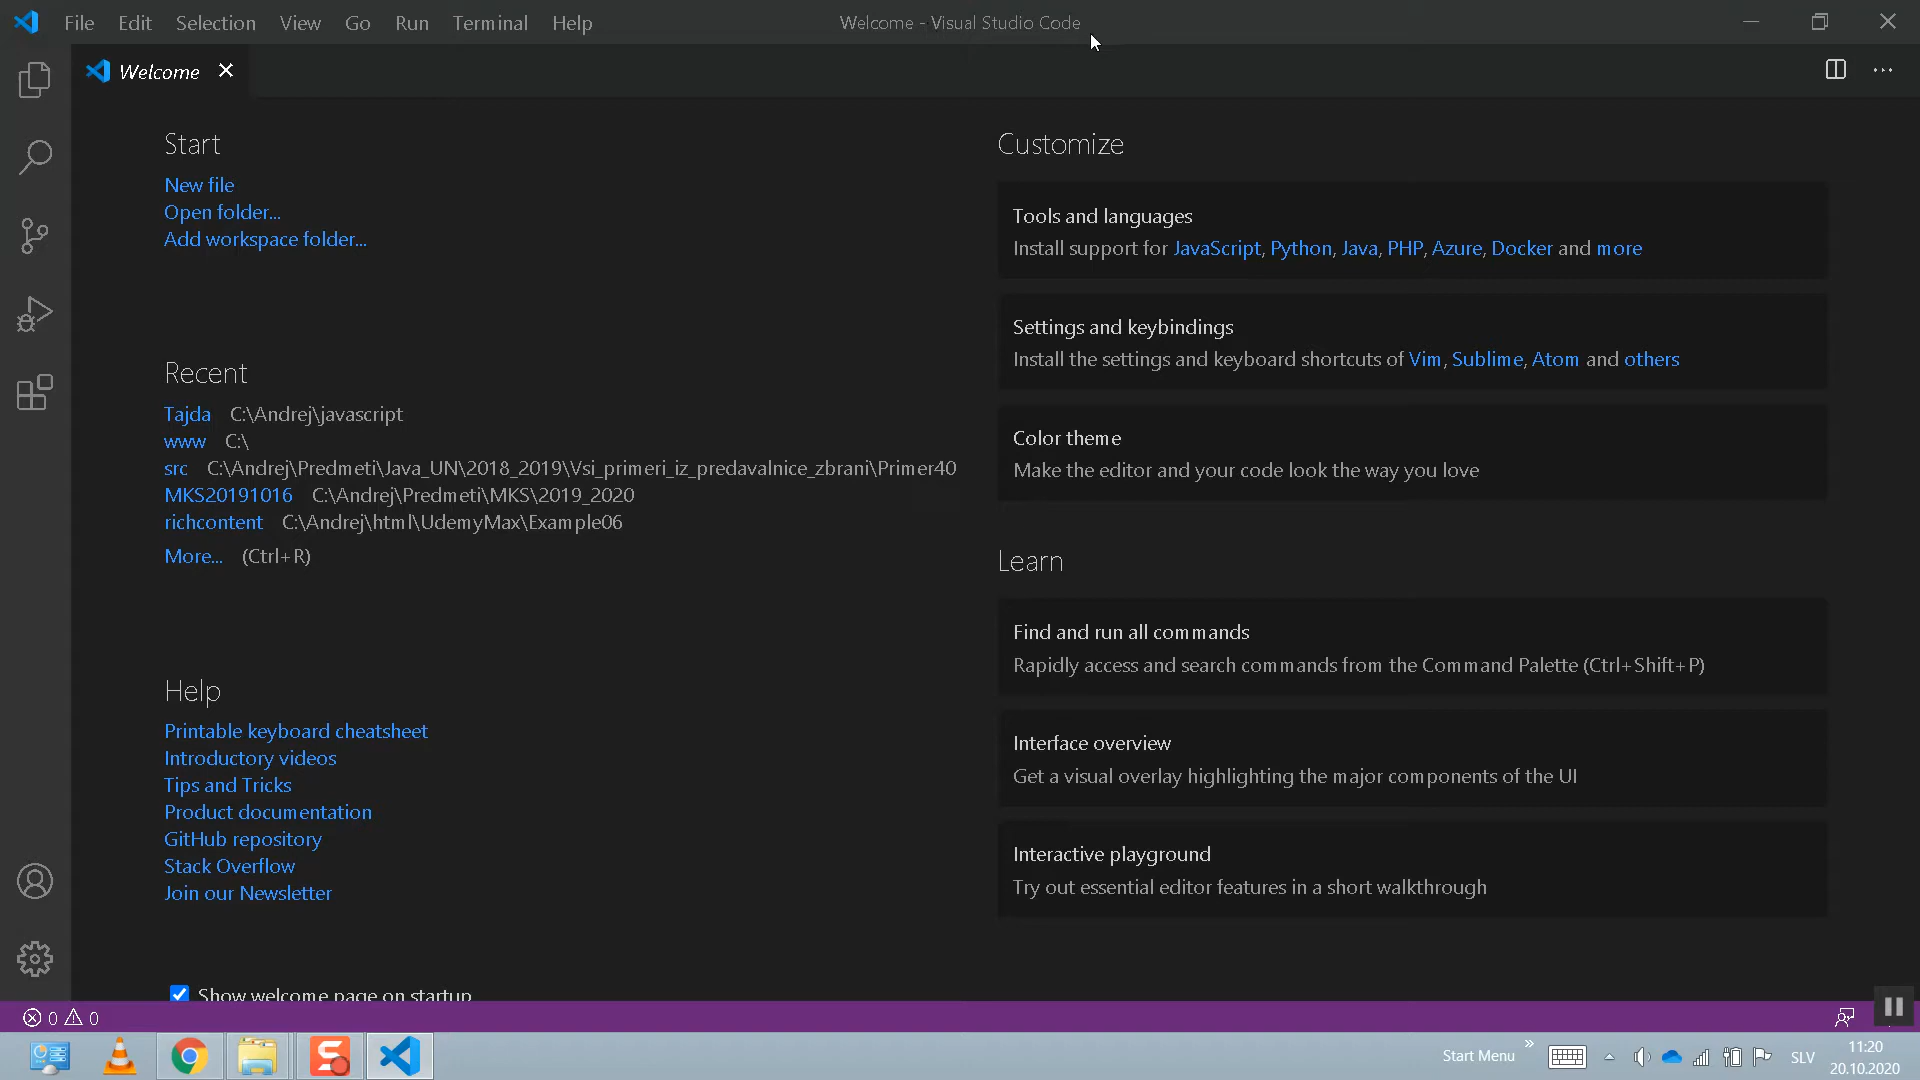 File Edit Selection View Go Run Terminal Help
Welcome - Visual Studio Code
Welcome
Start
New file
Open folder...
Add workspace folder...
Recent
Tajda C:\Andrej\javascript
www C:\
src C:\Andrej\Predmeti\Java_UN\2018_2019\Vsi_primeri_iz_predavalnice_zbrani\Primer40
MKS20191016 C:\Andrej\Predmeti\MKS\2019_2020
richcontent C:\Andrej\html\UdemyMax\Example06
More... (Ctrl+R)
Help
Printable keyboard cheatsheet
Introductory videos
Tips and Tricks
Product documentation
GitHub repository
Stack Overflow
Join our Newsletter
Show welcome page on startup
Customize
Tools and languages
Install support for JavaScript, Python, Java, PHP, Azure, Docker and more
Settings and keybindings
Install the settings and keyboard shortcuts of Vim, Sublime, Atom and others
Color theme
Make the editor and your code look the way you love
Learn
Find and run all commands
Rapidly access and search commands from the Command Palette (Ctrl+Shift+P)
Interface overview
Get a visual overlay highlighting the major components of the UI
Interactive playground
Try out essential editor features in a short walkthrough
0 0
Start Menu
SLV
11:20
20.10.2020